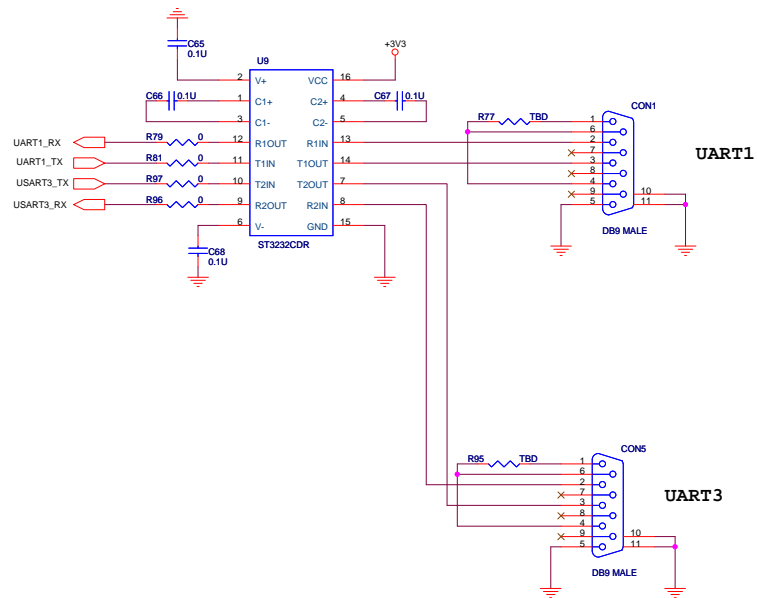 C65
0.1U
+3V3
U9
2 V+ VCC 16
C66 0.1U
1 C1+ C2+ 4
C67 0.1U
3 C1- C2- 5
UART1_RX R79 0 12 R1OUT R1IN 13
UART1_TX R81 0 11 T1IN T1OUT 14
USART3_TX R97 0 10 T2IN T2OUT 7
USART3_RX R96 0 9 R2OUT R2IN 8
6 V- GND 15
C68
0.1U
ST3232CDR
R77 TBD
CON1
1
6
2
7
3
8
4
9
5
10
11
UART1
DB9 MALE
R95 TBD
CON5
1
6
2
7
3
8
4
9
5
10
11
UART3
DB9 MALE